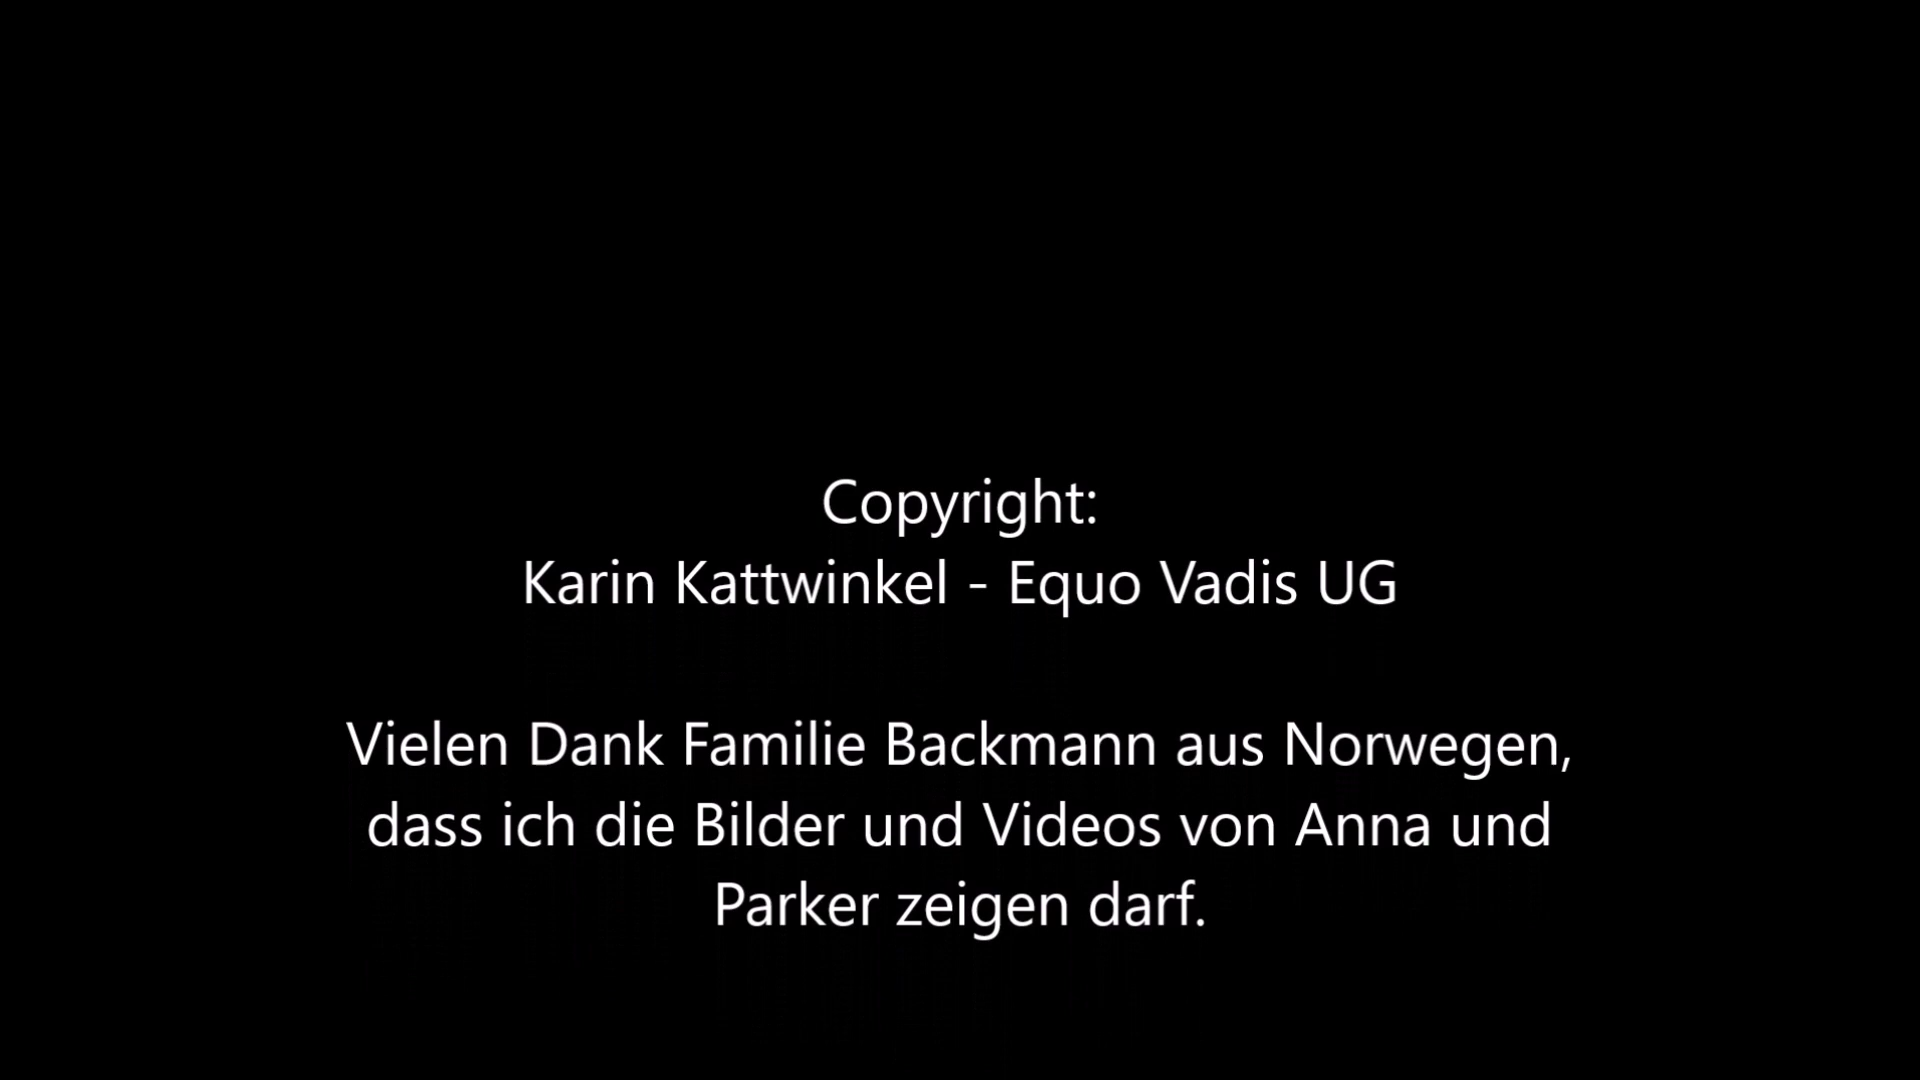 Copyright:
Karin Kattwinkel - Equo Vadis UG
Vielen Dank Familie Backmann aus Norwegen,
dass ich die Bilder und Videos von Anna und
Parker zeigen darf.